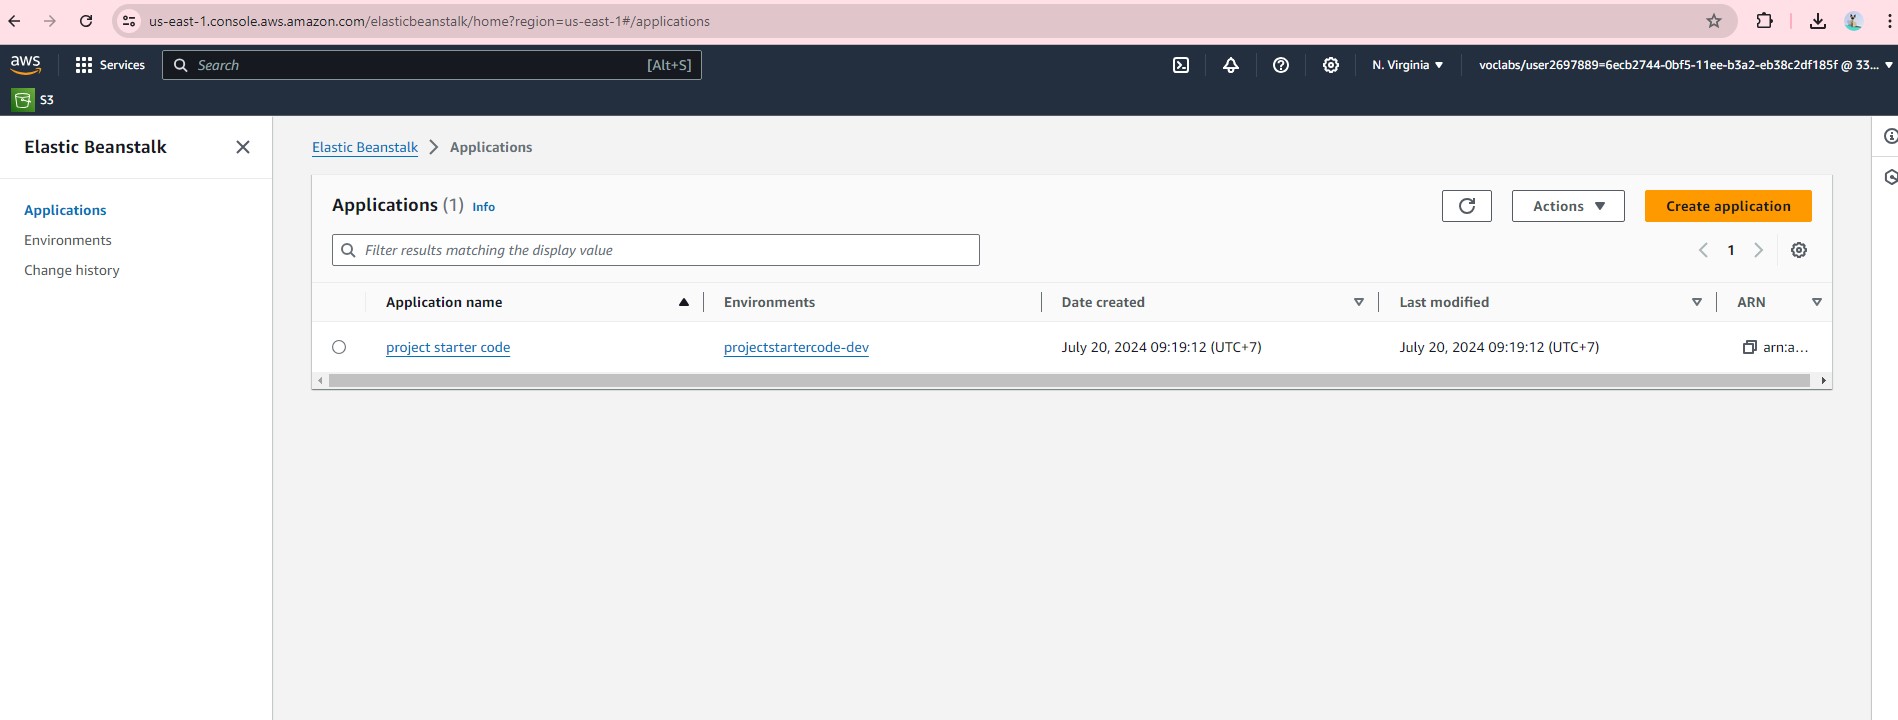 us-east-1.console.aws.amazon.com/elasticbeanstalk/home?region=us-east-1#/applications
aws Services Search [Alt+S] N. Virginia voclabs/user2697889=6ecb2744-0bf5-11ee-b3a2-eb38c2df185f @ 33...
S3
Elastic Beanstalk
Applications
Environments
Change history
Elastic Beanstalk Applications
Applications (1) Info
Actions Create application
Filter results matching the display value
1
Application name Environments Date created Last modified ARN
project starter code projectstartercode-dev July 20, 2024 09:19:12 (UTC+7) July 20, 2024 09:19:12 (UTC+7) arn:a...